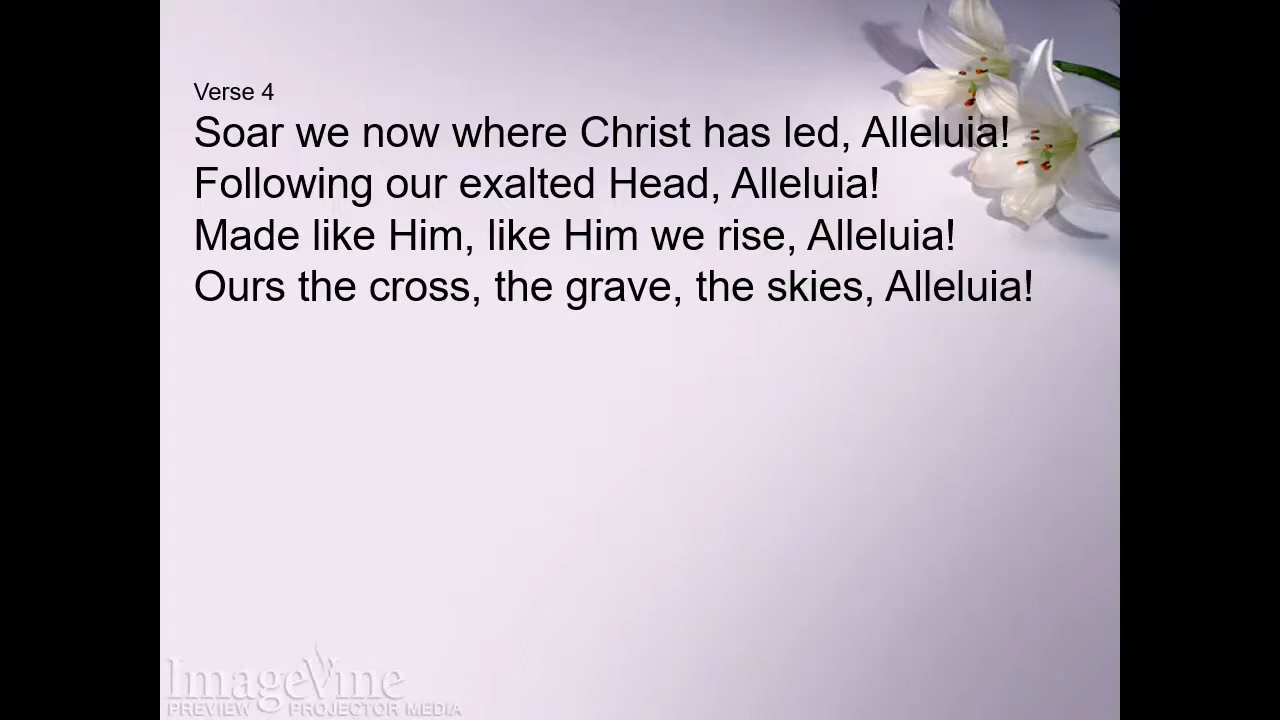 Verse 4
Soar we now where Christ has led, Alleluia!
Following our exalted Head, Alleluia!
Made like Him, like Him we rise, Alleluia!
Ours the cross, the grave, the skies, Alleluia!
ImageVine
PREVIEW PROJECTOR MEDIA